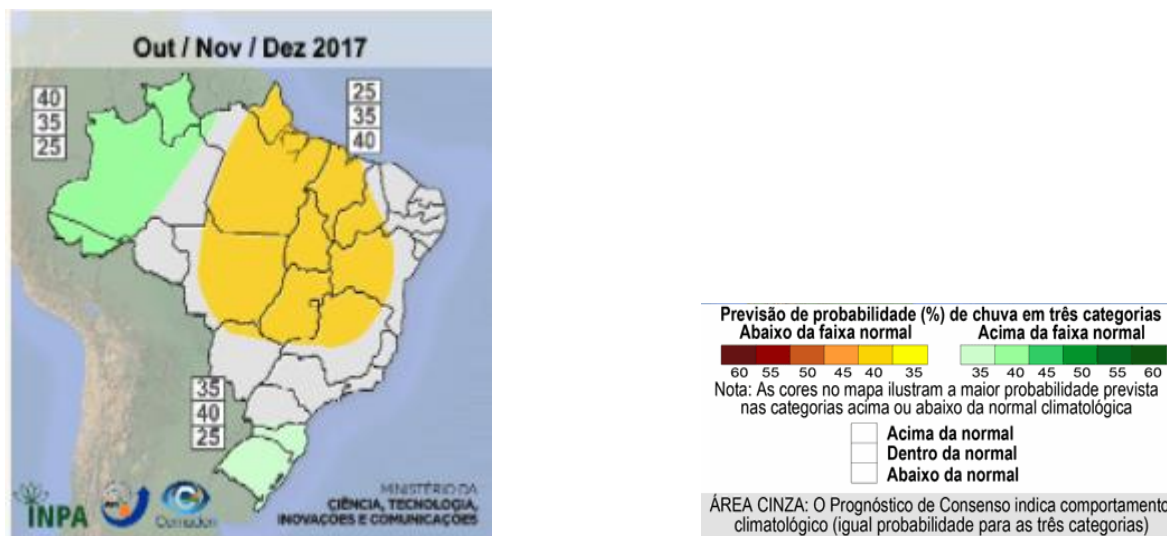 Out / Nov / Dez 2017
40
35
25
25
35
40
35
40
25
INPA
Cemaden
MINISTÉRIO DA
CIÊNCIA, TECNOLOGIA,
INOVAÇÕES E COMUNICAÇÕES
Previsão de probabilidade (%) de chuva em três categorias
Abaixo da faixa normal Acima da faixa normal
60 55 50 45 40 35 35 40 45 50 55 60
Nota: As cores no mapa ilustram a maior probabilidade prevista
nas categorias acima ou abaixo da normal climatológica
Acima da normal
Dentro da normal
Abaixo da normal
ÁREA CINZA: O Prognóstico de Consenso indica comportamento
climatológico (igual probabilidade para as três categorias)